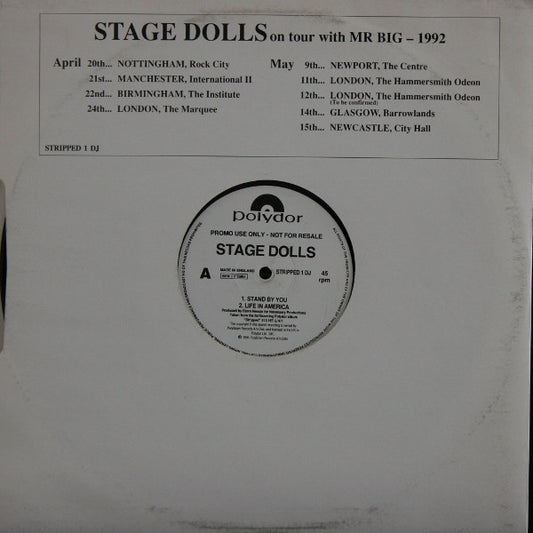 STAGE DOLLS on tour with MR BIG – 1992
April 20th... NOTTINGHAM, Rock City
21st... MANCHESTER, International II
22nd... BIRMINGHAM, The Institute
24th... LONDON, The Marquee
May 9th... NEWPORT, The Centre
11th... LONDON, The Hammersmith Odeon
12th... LONDON, The Hammersmith Odeon
(To be confirmed)
14th... GLASGOW, Barrowlands
15th... NEWCASTLE, City Hall
STRIPPED 1 DJ
polydor
PROMO USE ONLY - NOT FOR RESALE
STAGE DOLLS
A
MADE IN ENGLAND
STRIPPED 1 DJ
45
rpm
1. STAND BY YOU
2. LIFE IN AMERICA